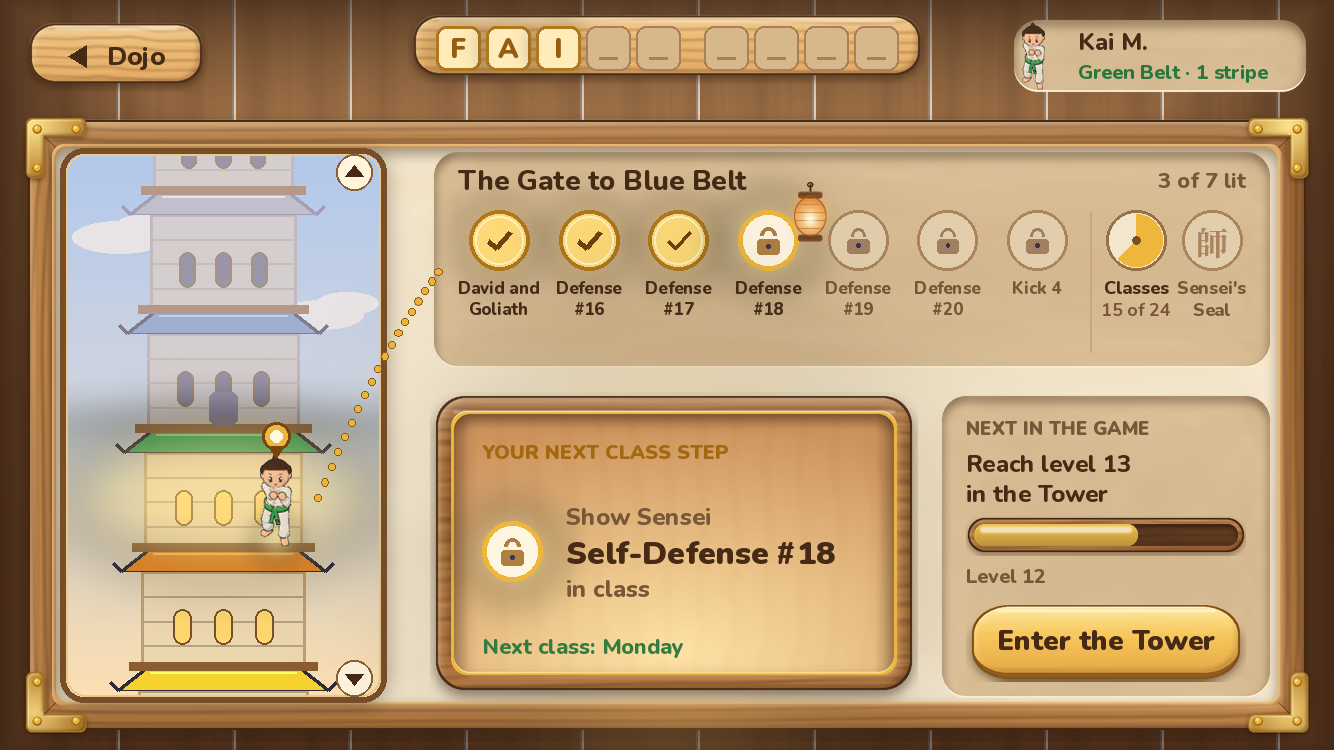 Dojo
F A I _ _ _ _ _ _
Kai M.
Green Belt · 1 stripe
The Gate to Blue Belt
3 of 7 lit
David and
Goliath
Defense
#16
Defense
#17
Defense
#18
Defense
#19
Defense
#20
Kick 4
Classes
15 of 24
師
Sensei's
Seal
YOUR NEXT CLASS STEP
Show Sensei
Self-Defense #18
in class
Next class: Monday
NEXT IN THE GAME
Reach level 13
in the Tower
Level 12
Enter the Tower